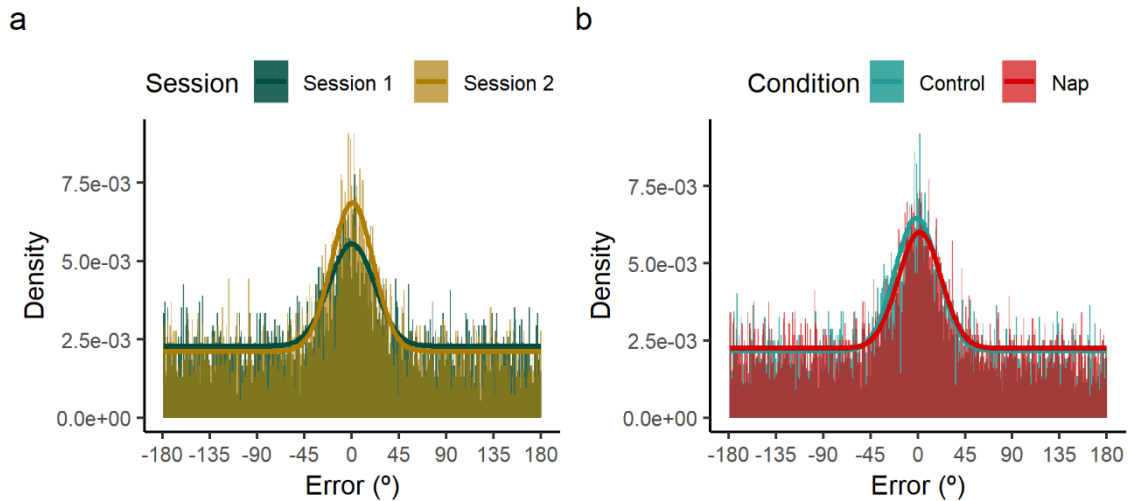 a
Session Session 1 Session 2
7.5e-03
5.0e-03
2.5e-03
0.0e+00
Density
-180 -135 -90 -45 0 45 90 135 180
Error (º)
b
Condition Control Nap
7.5e-03
5.0e-03
2.5e-03
0.0e+00
Density
-180 -135 -90 -45 0 45 90 135 180
Error (º)